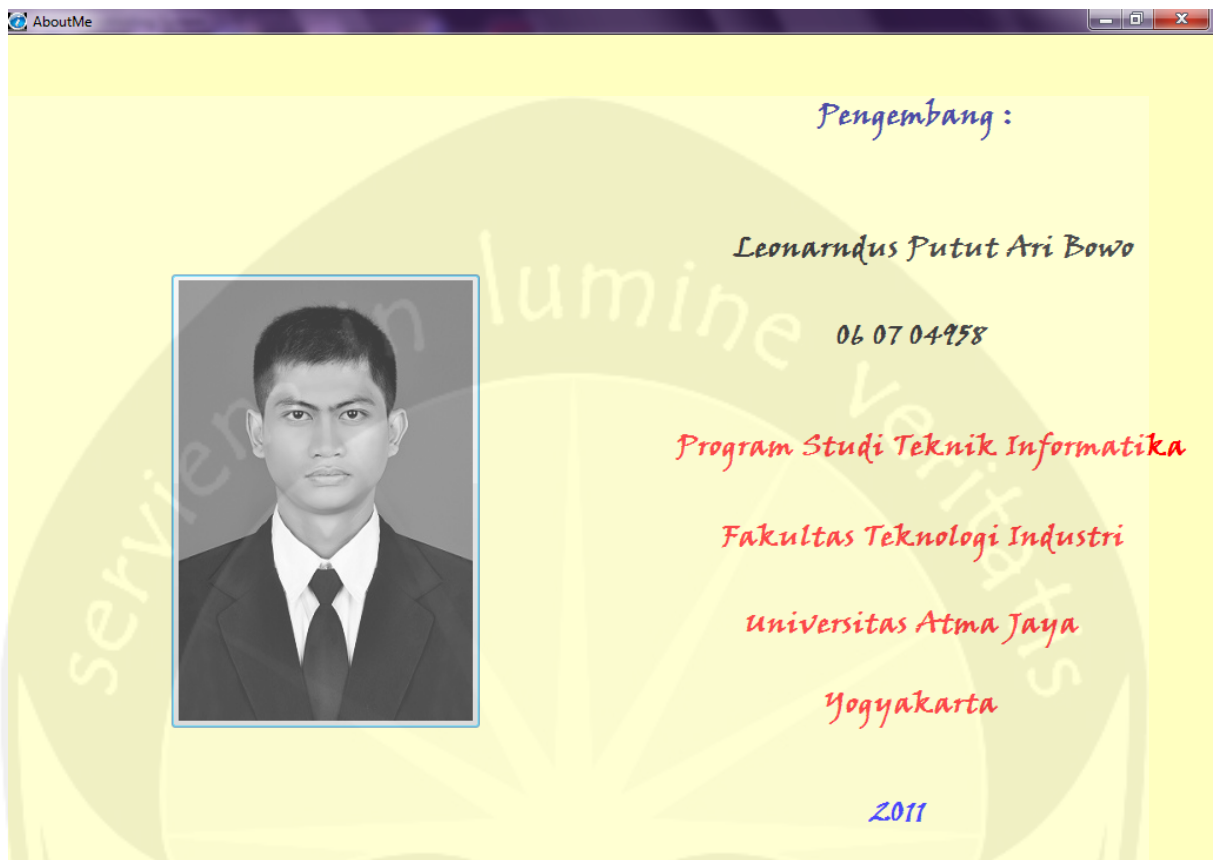 AboutMe
Pengembang :
Leonarndus Putut Ari Bowo
06 07 04958
Program Studi Teknik Informatika
Fakultas Teknologi Industri
Universitas Atma Jaya
Yogyakarta
2011
serviens in lumine veritatis